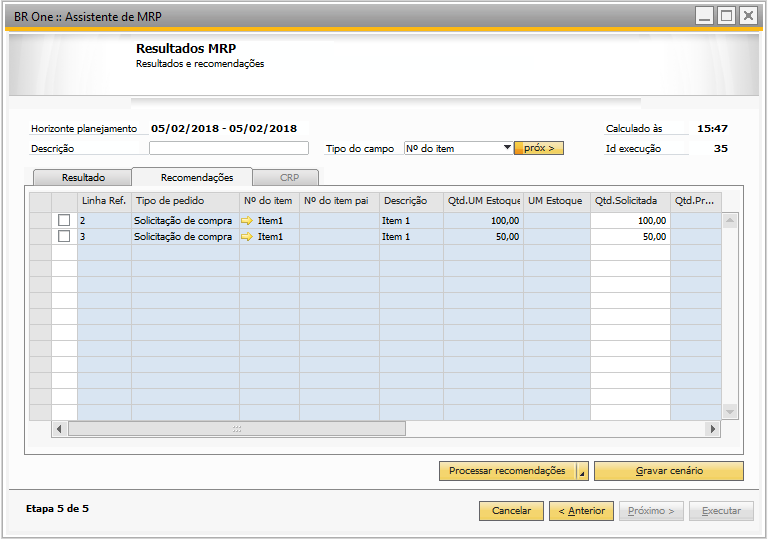 BR One :: Assistente de MRP
Resultados MRP
Resultados e recomendações
Horizonte planejamento 05/02/2018 - 05/02/2018 Calculado às 15:47
Descrição Tipo do campo Nº do item próx > Id execução 35
Resultado Recomendações CRP
Linha Ref. Tipo de pedido Nº do item Nº do item pai Descrição Qtd.UM Estoque UM Estoque Qtd.Solicitada Qtd.Pr...
2 Solicitação de compra Item1 Item 1 100,00 100,00
3 Solicitação de compra Item1 Item 1 50,00 50,00
Processar recomendações Gravar cenário
Etapa 5 de 5 Cancelar < Anterior Próximo > Executar